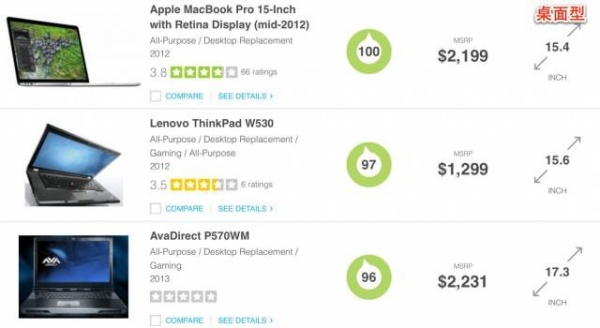 桌面型
Apple MacBook Pro 15-Inch
with Retina Display (mid-2012)
All-Purpose / Desktop Replacement
2012
3.8 66 ratings
COMPARE SEE DETAILS >
100
MSRP
$2,199
15.4
INCH
Lenovo ThinkPad W530
All-Purpose / Desktop Replacement /
Gaming / All-Purpose
2012
3.5 6 ratings
COMPARE SEE DETAILS >
97
MSRP
$1,299
15.6
INCH
AvaDirect P570WM
All-Purpose / Desktop Replacement /
Gaming
2013
COMPARE SEE DETAILS >
AVA
96
MSRP
$2,231
17.3
INCH